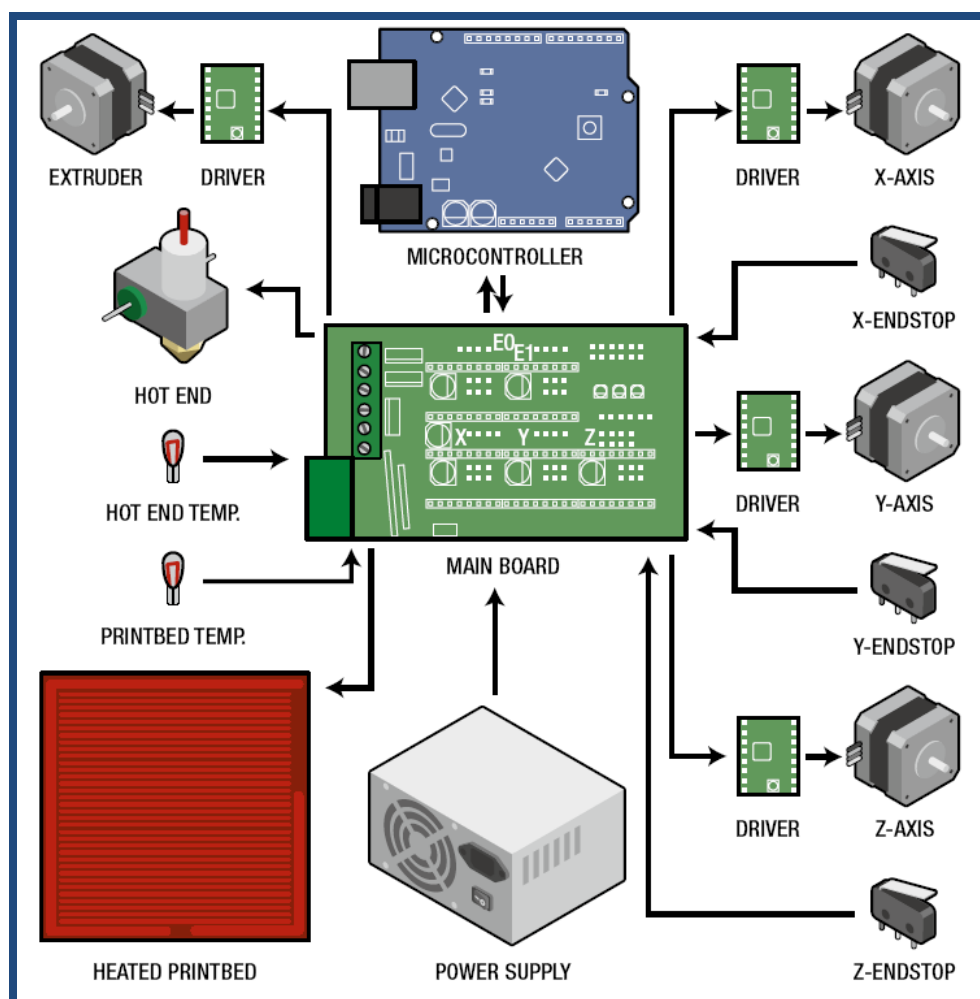 EXTRUDER
DRIVER
MICROCONTROLLER
DRIVER
X-AXIS
HOT END
X-ENDSTOP
E0
E1
X
Y
Z
HOT END TEMP.
DRIVER
Y-AXIS
MAIN BOARD
PRINTBED TEMP.
Y-ENDSTOP
DRIVER
Z-AXIS
HEATED PRINTBED
POWER SUPPLY
Z-ENDSTOP